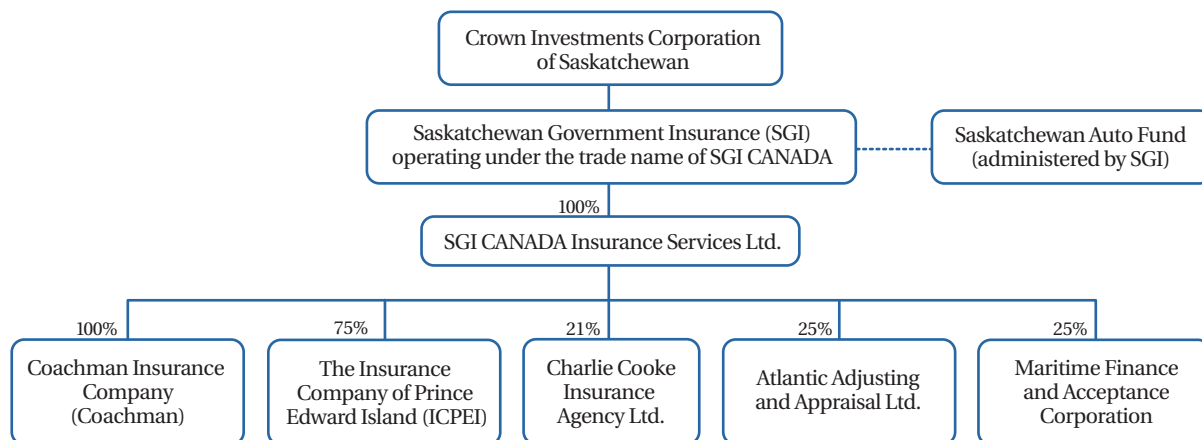 Crown Investments Corporation
of Saskatchewan
Saskatchewan Government Insurance (SGI)
operating under the trade name of SGI CANADA
Saskatchewan Auto Fund
(administered by SGI)
100%
SGI CANADA Insurance Services Ltd.
100%
Coachman Insurance
Company
(Coachman)
75%
The Insurance
Company of Prince
Edward Island (ICPEI)
21%
Charlie Cooke
Insurance
Agency Ltd.
25%
Atlantic Adjusting
and Appraisal Ltd.
25%
Maritime Finance
and Acceptance
Corporation